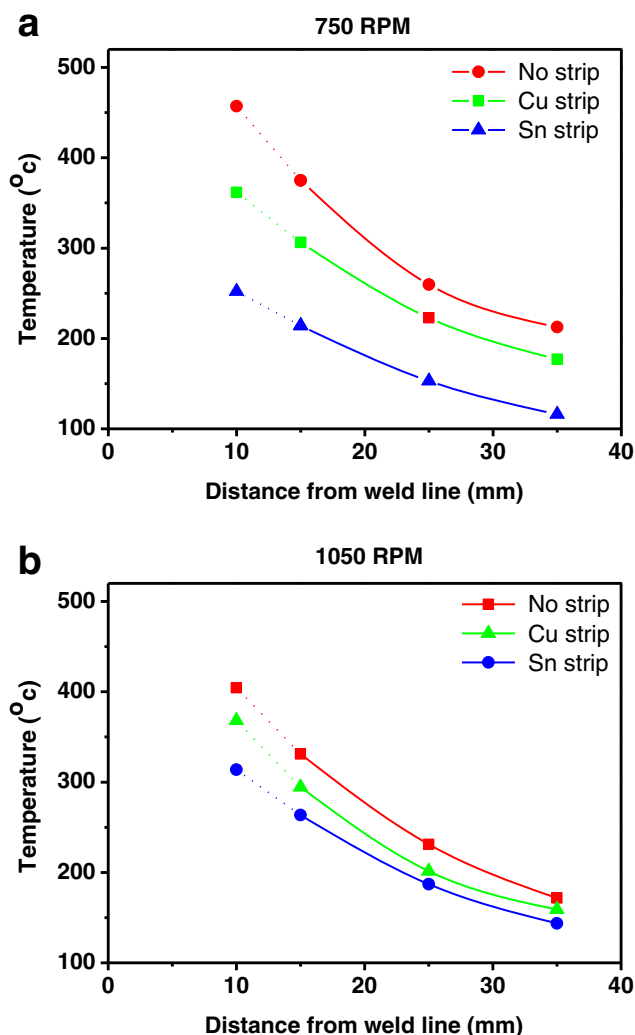 a
750 RPM
500
400
300
200
100
0
10
20
30
40
No strip
Cu strip
Sn strip
Temperature (°c)
Distance from weld line (mm)
b
1050 RPM
500
400
300
200
100
0
10
20
30
40
No strip
Cu strip
Sn strip
Temperature (°c)
Distance from weld line (mm)